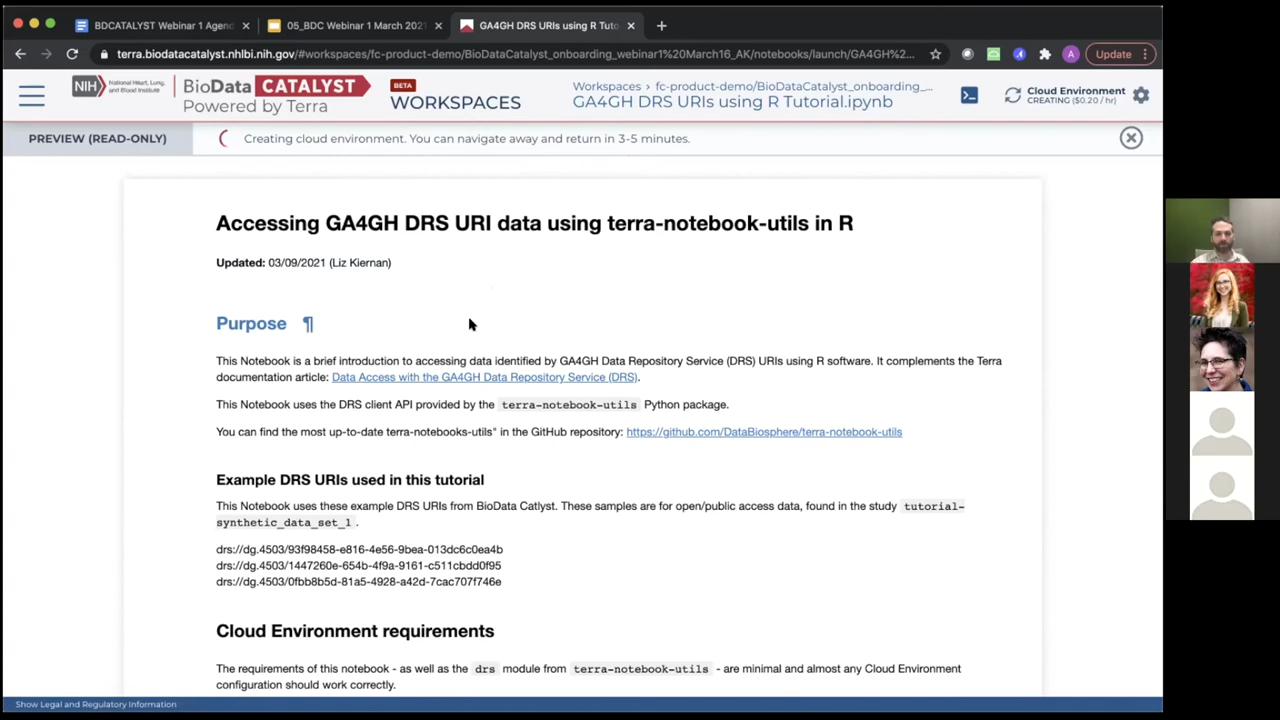 BDCATALYST Webinar 1 Agend
05_BDC Webinar 1 March 2021
GA4GH DRS URIs using R Tuto
terra.biodatacatalyst.nhlbi.nih.gov/#workspaces/fc-product-demo/BioDataCatalyst_onboarding_webinar1%20March16_AK/notebooks/launch/GA4GH%2...
A
Update
NIH
National Heart, Lung,
and Blood Institute
BioData CATALYST
Powered by Terra
BETA
WORKSPACES
Workspaces › fc-product-demo/BioDataCatalyst_onboarding_...
GA4GH DRS URIs using R Tutorial.ipynb
Cloud Environment
CREATING ($0.20 / hr)
PREVIEW (READ-ONLY)
Creating cloud environment. You can navigate away and return in 3-5 minutes.
Accessing GA4GH DRS URI data using terra-notebook-utils in R
Updated: 03/09/2021 (Liz Kiernan)
Purpose ¶
This Notebook is a brief introduction to accessing data identified by GA4GH Data Repository Service (DRS) URIs using R software. It complements the Terra
documentation article: Data Access with the GA4GH Data Repository Service (DRS).
This Notebook uses the DRS client API provided by the terra-notebook-utils Python package.
You can find the most up-to-date terra-notebooks-utils" in the GitHub repository: https://github.com/DataBiosphere/terra-notebook-utils
Example DRS URIs used in this tutorial
This Notebook uses these example DRS URIs from BioData Catlyst. These samples are for open/public access data, found in the study tutorial-
synthetic_data_set_1 .
drs://dg.4503/93f98458-e816-4e56-9bea-013dc6c0ea4b
drs://dg.4503/1447260e-654b-4f9a-9161-c511cbdd0f95
drs://dg.4503/0fbb8b5d-81a5-4928-a42d-7cac707f746e
Cloud Environment requirements
The requirements of this notebook - as well as the drs module from terra-notebook-utils - are minimal and almost any Cloud Environment
configuration should work correctly.
Show Legal and Regulatory Information